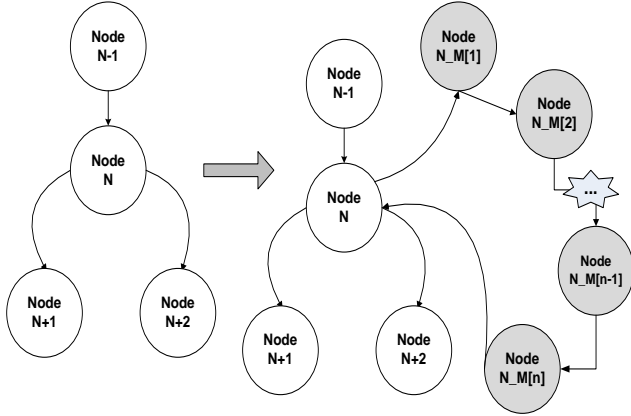 Node
N-1
Node
N
Node
N+1
Node
N+2
Node
N-1
Node
N
Node
N+1
Node
N+2
Node
N_M[1]
Node
N_M[2]
...
Node
N_M[n-1]
Node
N_M[n]